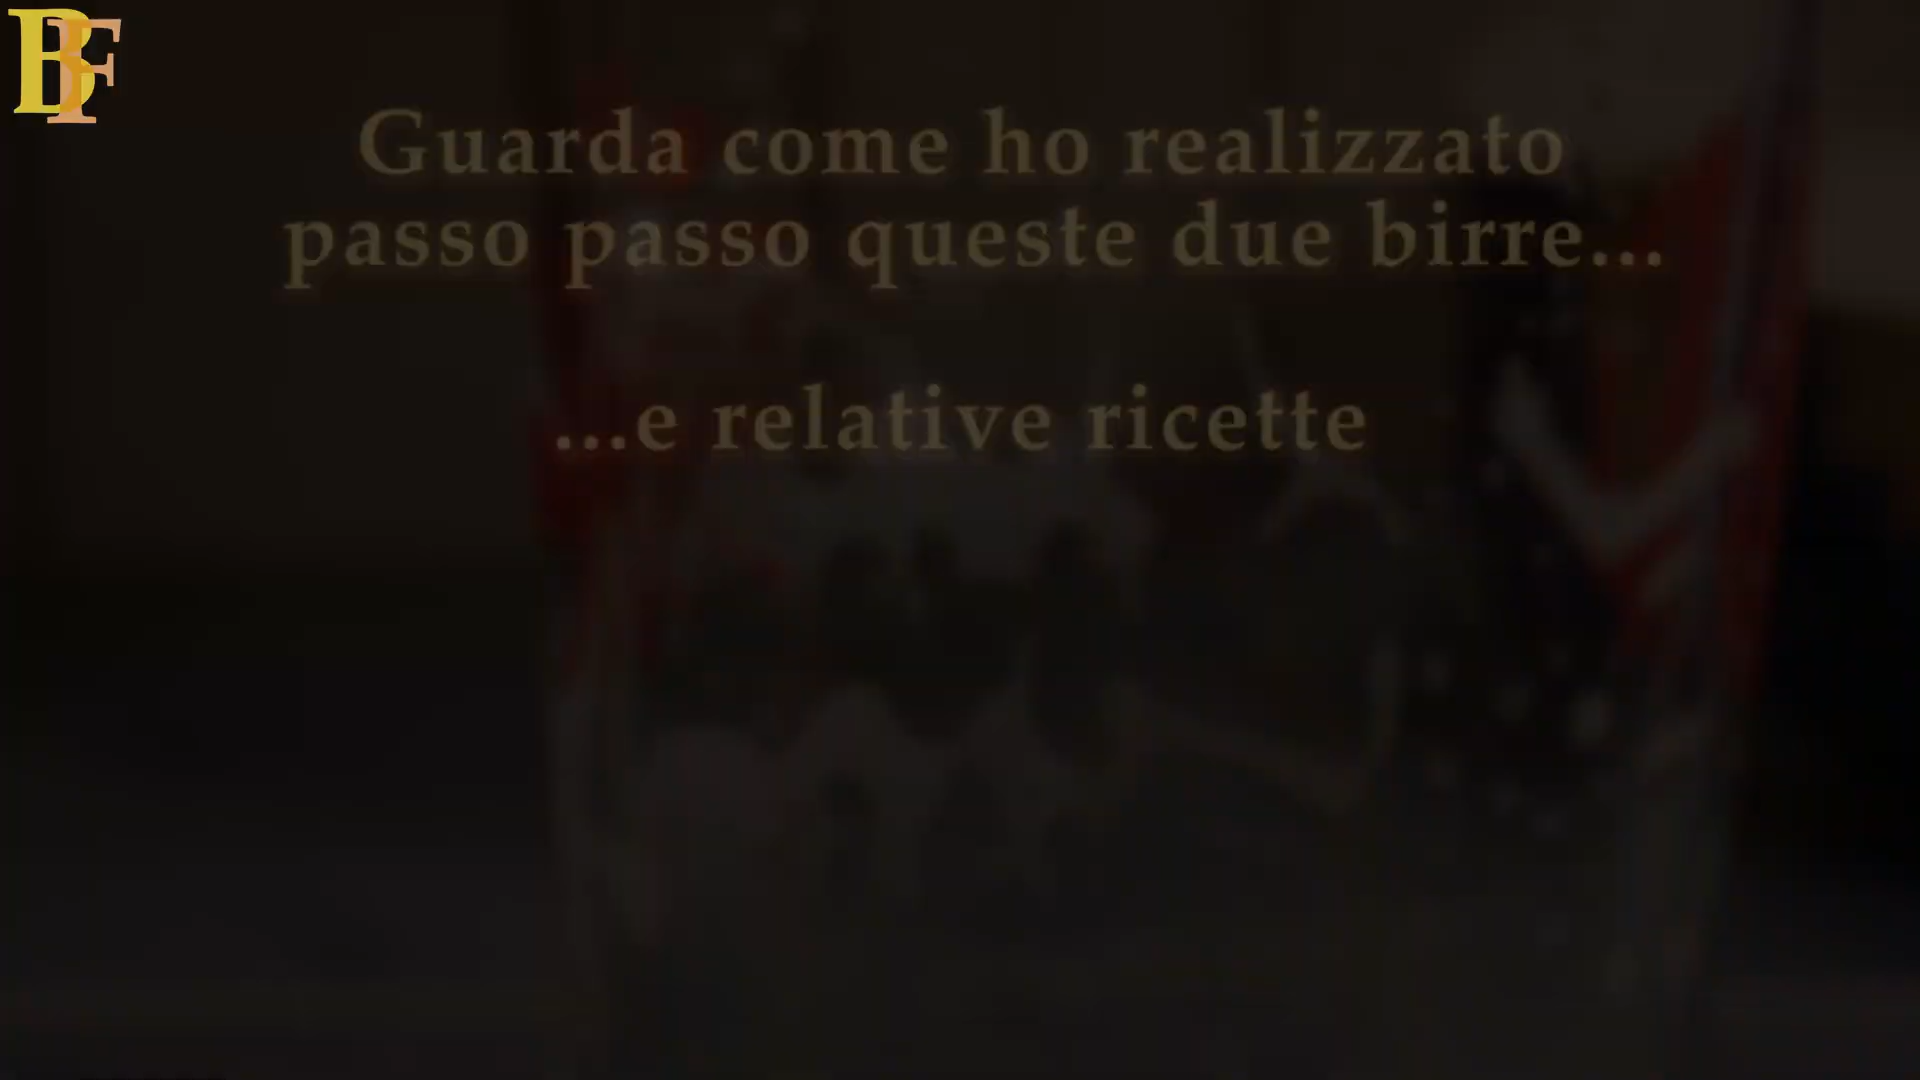 BF
Guarda come ho realizzato
passo passo queste due birre...
...e relative ricette